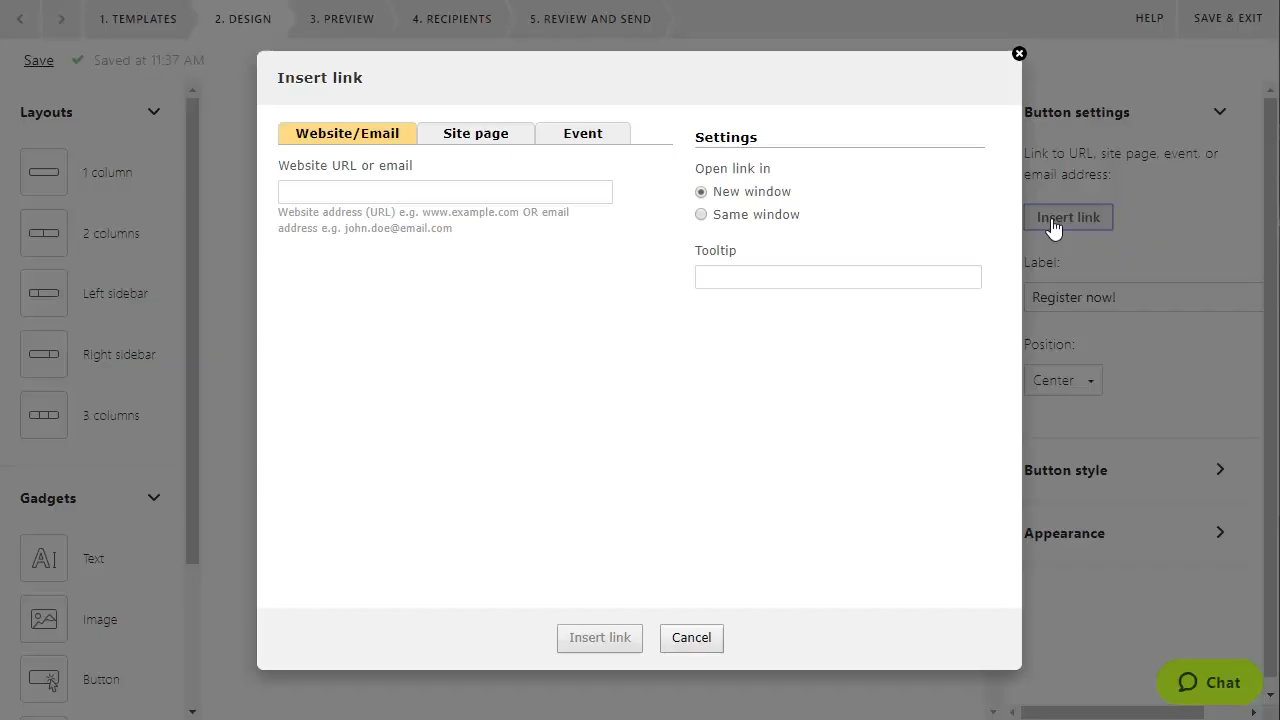 1. TEMPLATES
2. DESIGN
3. PREVIEW
4. RECIPIENTS
5. REVIEW AND SEND
HELP
SAVE & EXIT
Save
Saved at 11:37 AM
Layouts
1 column
2 columns
Left sidebar
Right sidebar
3 columns
Gadgets
AI
Text
Image
Button
Insert link
Website/Email
Site page
Event
Website URL or email
Website address (URL) e.g. www.example.com OR email
address e.g. john.doe@email.com
Settings
Open link in
New window
Same window
Tooltip
Insert link
Cancel
Button settings
Link to URL, site page, event, or
email address:
Insert link
Label:
Register now!
Position:
Center
Button style
Appearance
Chat